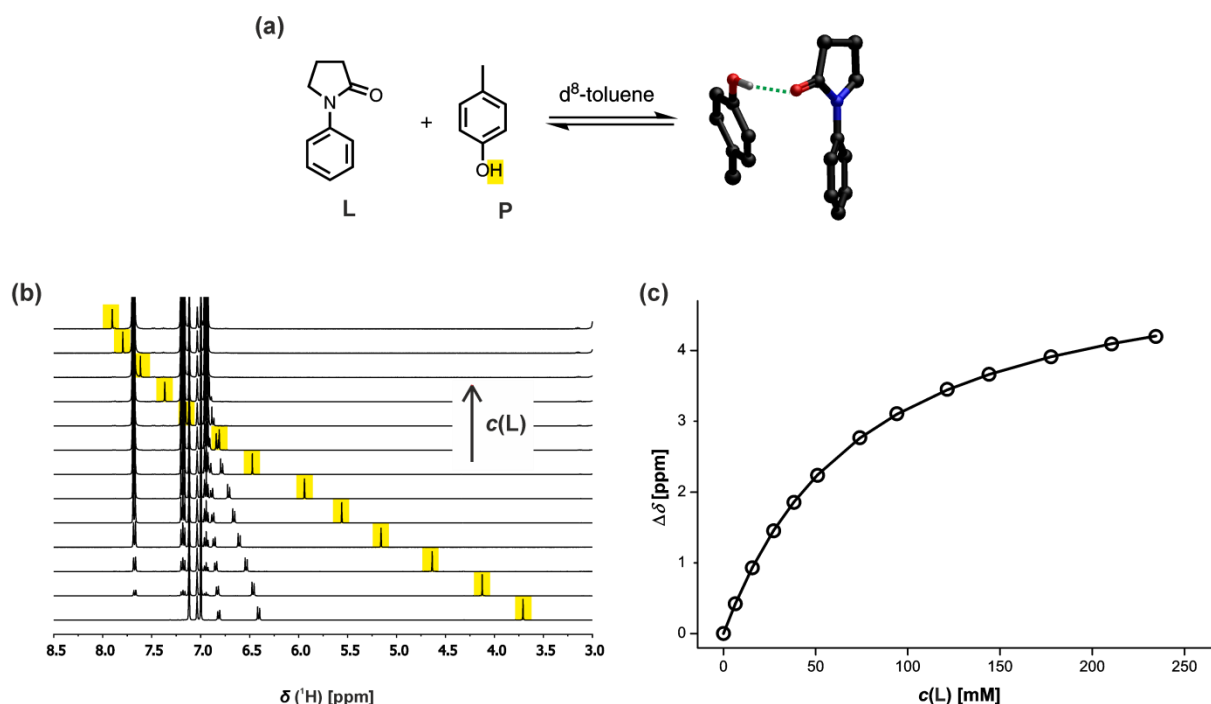 (a)
O
N
+
OH
d⁸-toluene
L
P
(b)
c(L)
8.5 8.0 7.5 7.0 6.5 6.0 5.5 5.0 4.5 4.0 3.5 3.0
δ (¹H) [ppm]
(c)
4
3
2
1
0
Δδ [ppm]
0 50 100 150 200 250
c(L) [mM]